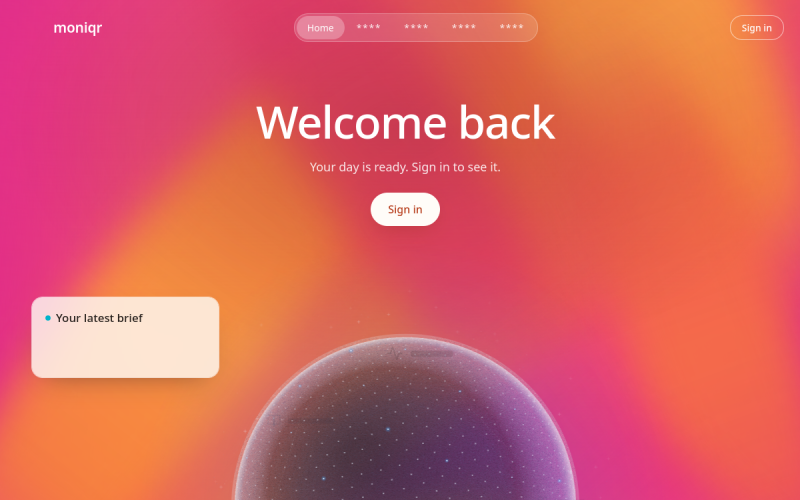 moniqr
Home **** **** **** ****
Sign in
Welcome back
Your day is ready. Sign in to see it.
Sign in
Your latest brief